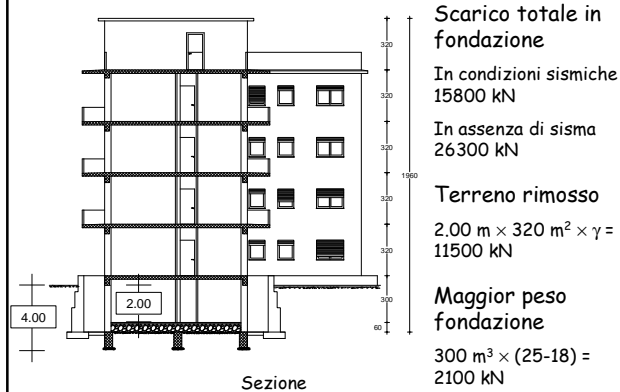 Scarico totale in
fondazione
In condizioni sismiche
15800 kN
In assenza di sisma
26300 kN
Terreno rimosso
2.00 m × 320 m² × γ =
11500 kN
Maggior peso
fondazione
300 m³ × (25-18) =
2100 kN
320
320
320
320
320
300
60
1960
2.00
4.00
Sezione